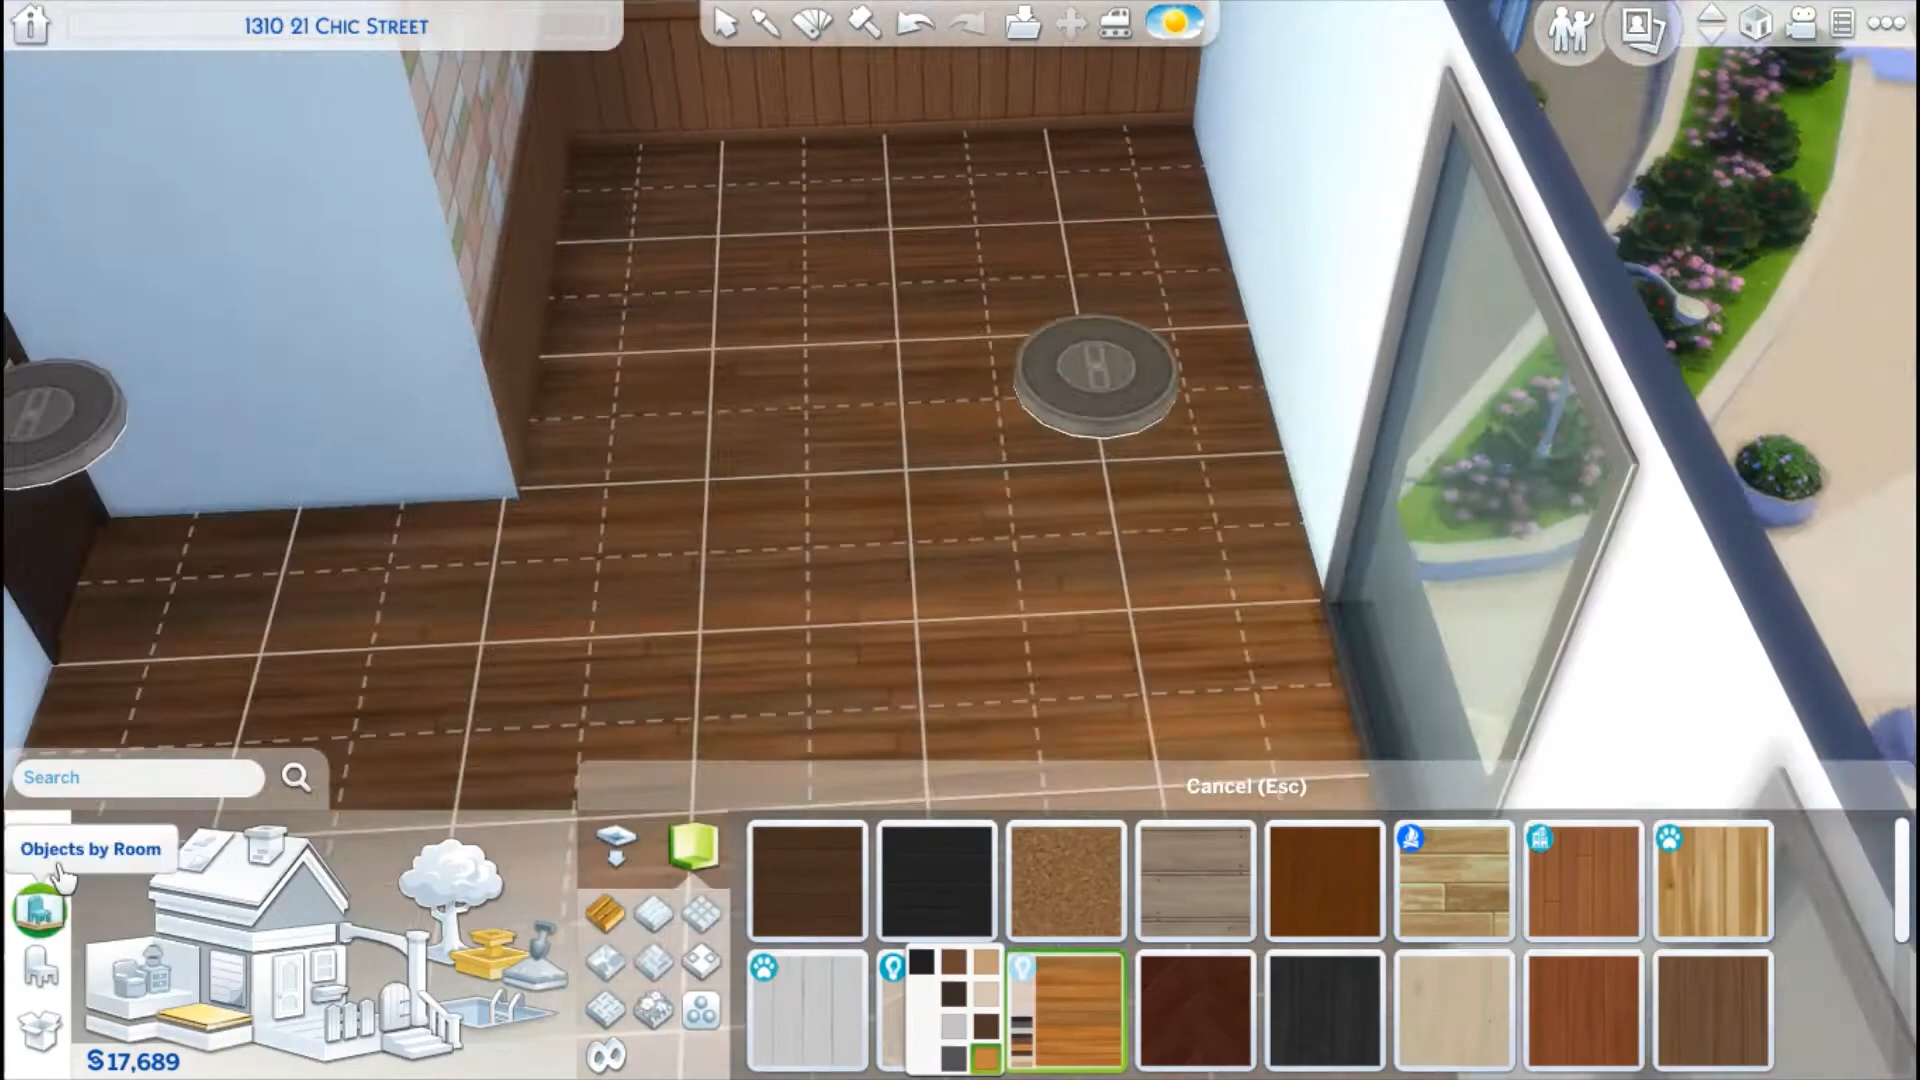 1310 21 Chic Street
Search
Cancel (Esc)
Objects by Room
§17,689